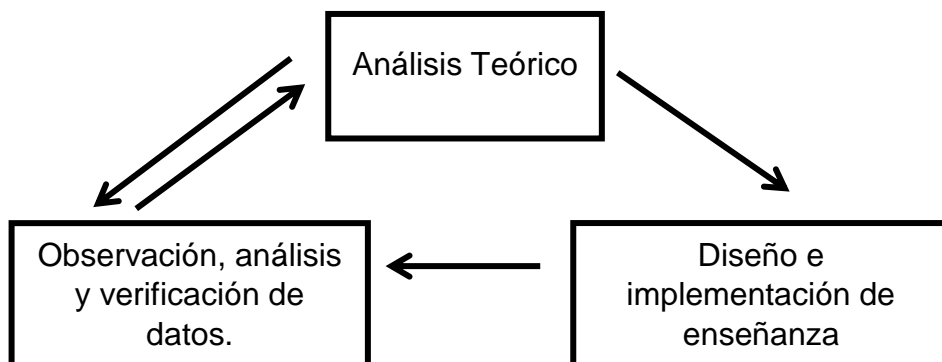 Análisis Teórico
Observación, análisis
y verificación de
datos.
Diseño e
implementación de
enseñanza